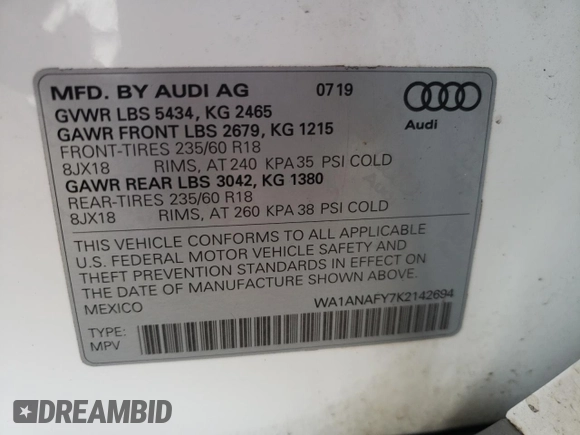 MFD. BY AUDI AG 07 19
GVWR LBS 5434, KG 2465
GAWR FRONT LBS 2679, KG 1215
FRONT-TIRES 235/60 R18
8JX18 RIMS, AT 240 KPA 35 PSI COLD
GAWR REAR LBS 3042, KG 1380
REAR-TIRES 235/60 R18
8JX18 RIMS, AT 260 KPA 38 PSI COLD
Audi
THIS VEHICLE CONFORMS TO ALL APPLICABLE
U.S. FEDERAL MOTOR VEHICLE SAFETY AND
THEFT PREVENTION STANDARDS IN EFFECT ON
THE DATE OF MANUFACTURE SHOWN ABOVE.
MEXICO WA1ANAFY7K2142694
TYPE:
MPV
DREAMBID